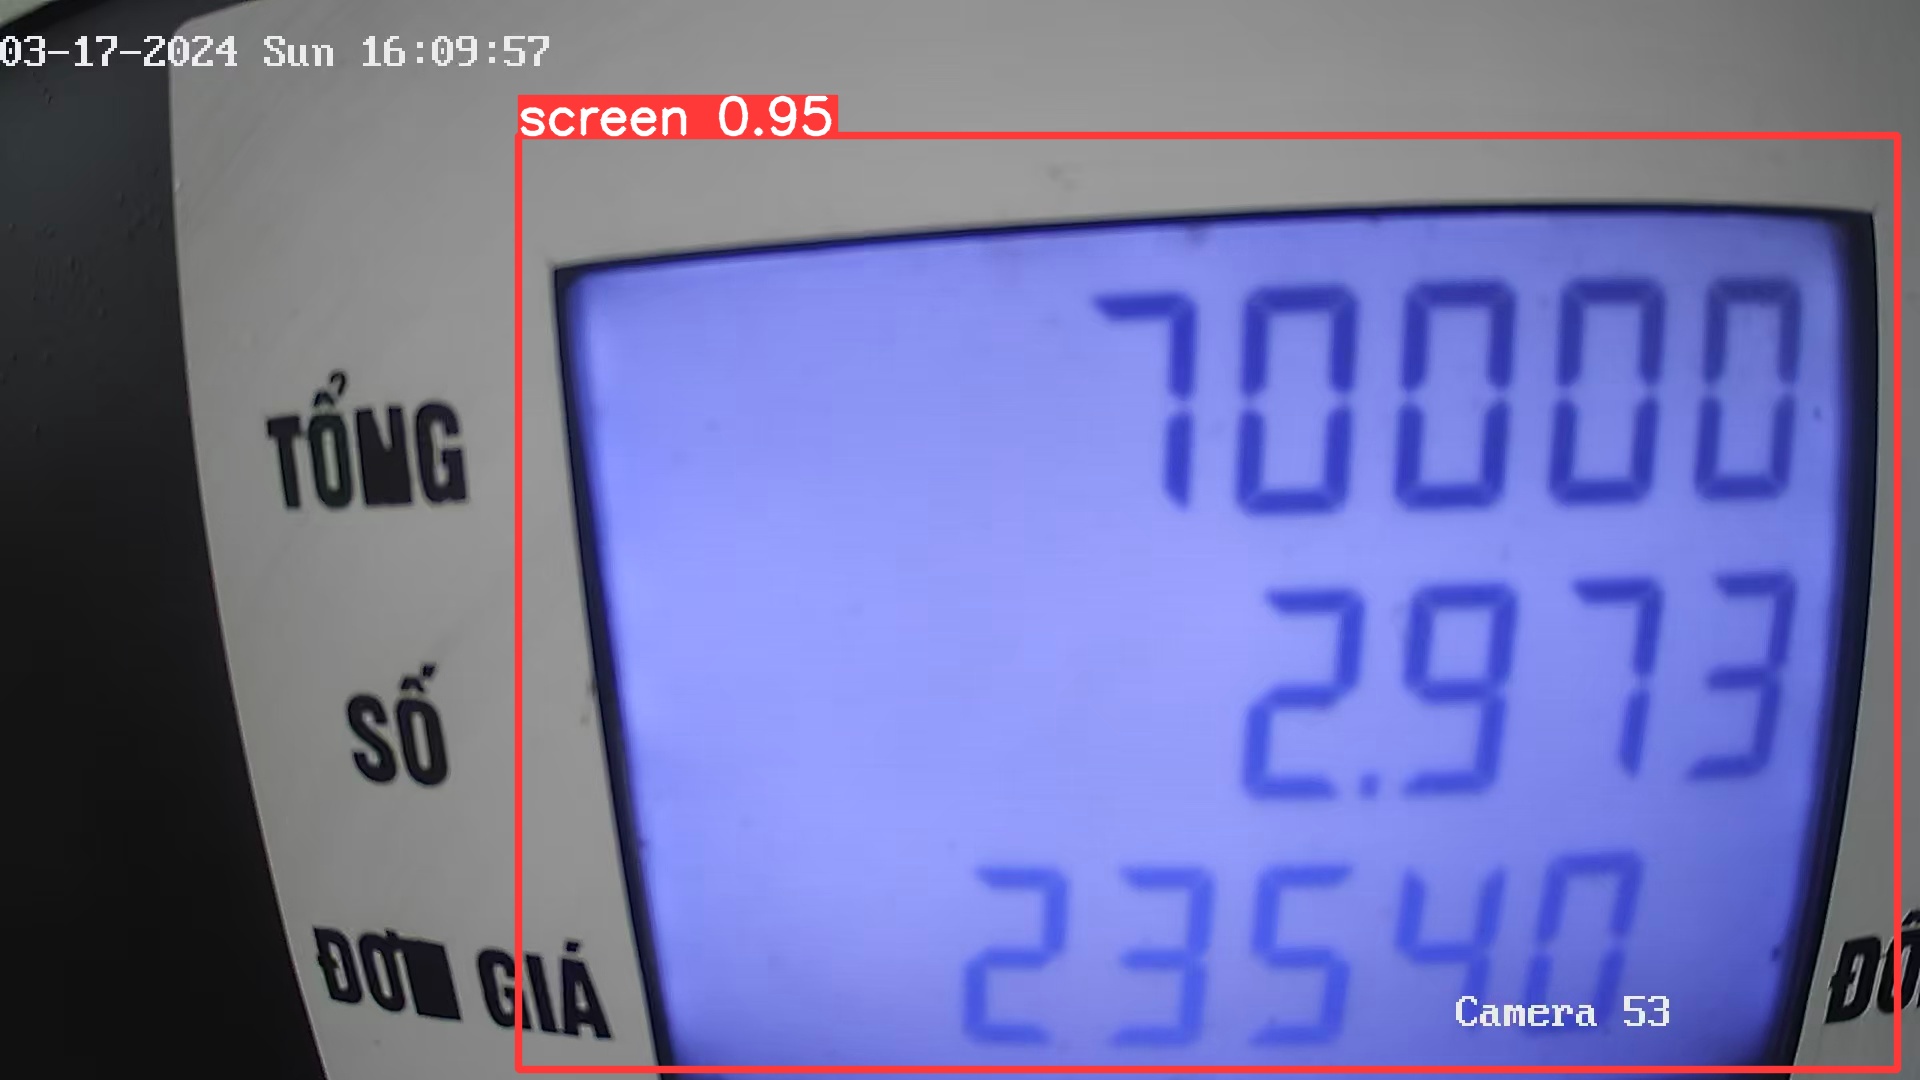 03-17-2024 Sun 16:09:57
screen 0.95
TỔNG 70000
SỐ 2.973
ĐƠN GIÁ 23540
Camera 53